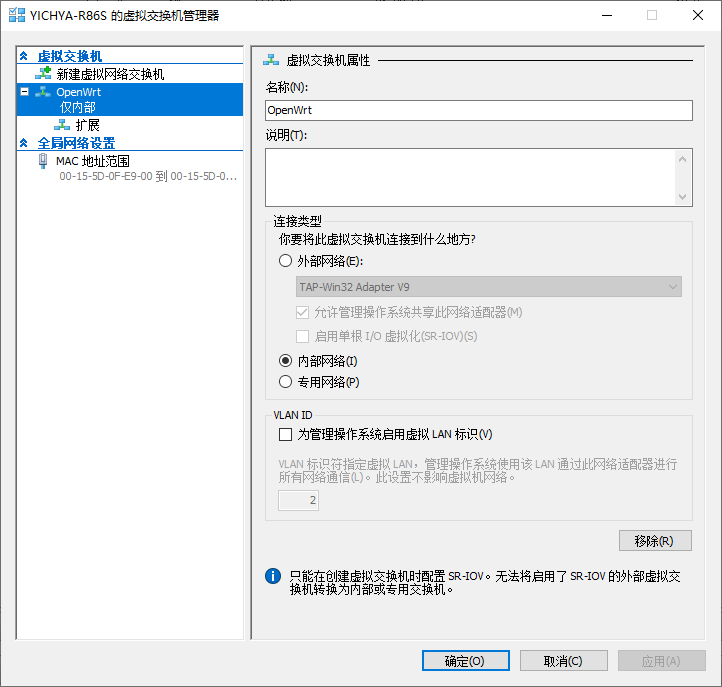 YICHYA-R86S 的虚拟交换机管理器
虚拟交换机
新建虚拟网络交换机
OpenWrt
仅内部
扩展
全局网络设置
MAC 地址范围
00-15-5D-0F-E9-00 到 00-15-5D-0...
虚拟交换机属性
名称(N):
OpenWrt
说明(T):
连接类型
你要将此虚拟交换机连接到什么地方?
外部网络(E):
TAP-Win32 Adapter V9
允许管理操作系统共享此网络适配器(M)
启用单根 I/O 虚拟化(SR-IOV)(S)
内部网络(I)
专用网络(P)
VLAN ID
为管理操作系统启用虚拟 LAN 标识(V)
VLAN 标识符指定虚拟 LAN，管理操作系统使用该 LAN 通过此网络适配器进行
所有网络通信(L)。此设置不影响虚拟机网络。
2
移除(R)
只能在创建虚拟交换机时配置 SR-IOV。无法将启用了 SR-IOV 的外部虚拟交
换机转换为内部或专用交换机。
确定(O)
取消(C)
应用(A)